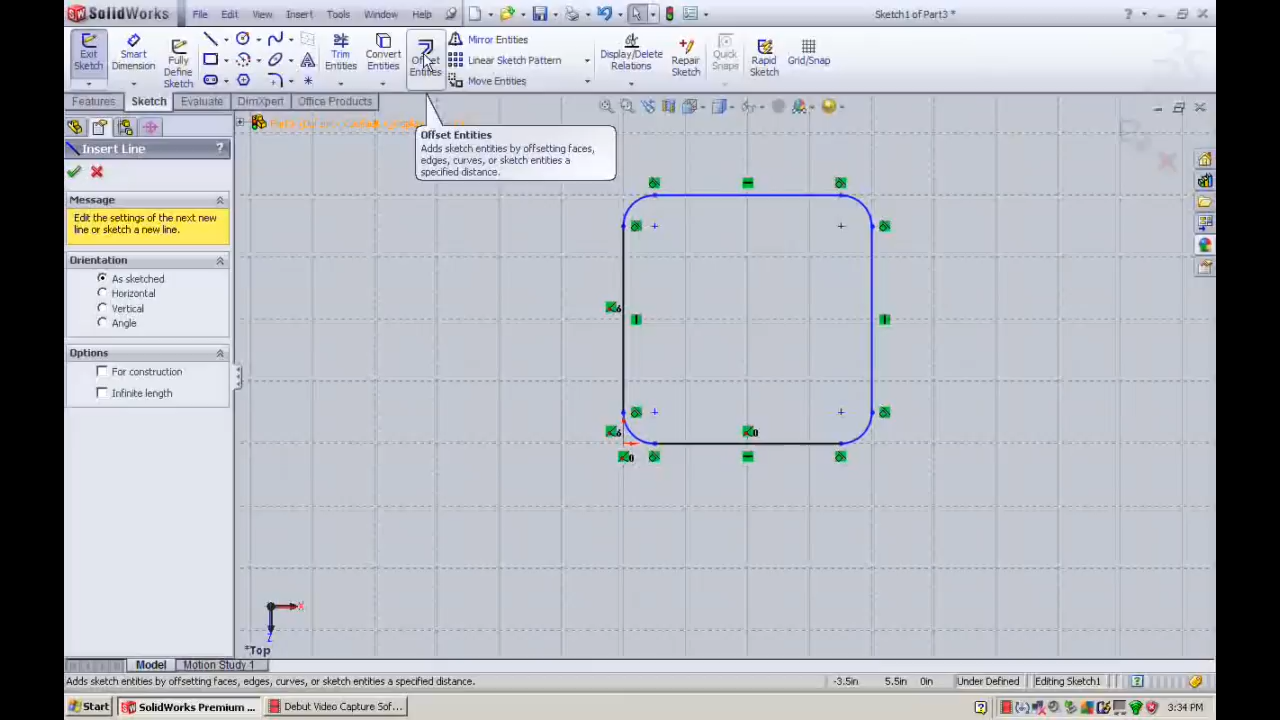 SolidWorks File Edit View Insert Tools Window Help Sketch1 of Part3 *
Exit Sketch
Smart Dimension
Fully Define Sketch
Trim Entities
Convert Entities
Offset Entities
Mirror Entities
Linear Sketch Pattern
Move Entities
Display/Delete Relations
Repair Sketch
Quick Snaps
Rapid Sketch
Grid/Snap
Features Sketch Evaluate DimXpert Office Products
Offset Entities
Adds sketch entities by offsetting faces,
edges, curves, or sketch entities a
specified distance.
Insert Line ?
Message
Edit the settings of the next new
line or sketch a new line.
Orientation
As sketched
Horizontal
Vertical
Angle
Options
For construction
Infinite length
6
6
0
0
X
Z
*Top
Model Motion Study 1
Adds sketch entities by offsetting faces, edges, curves, or sketch entities a specified distance. -3.5in 5.5in 0in Under Defined Editing Sketch1
Start SolidWorks Premium ... Debut Video Capture Sof... 3:34 PM